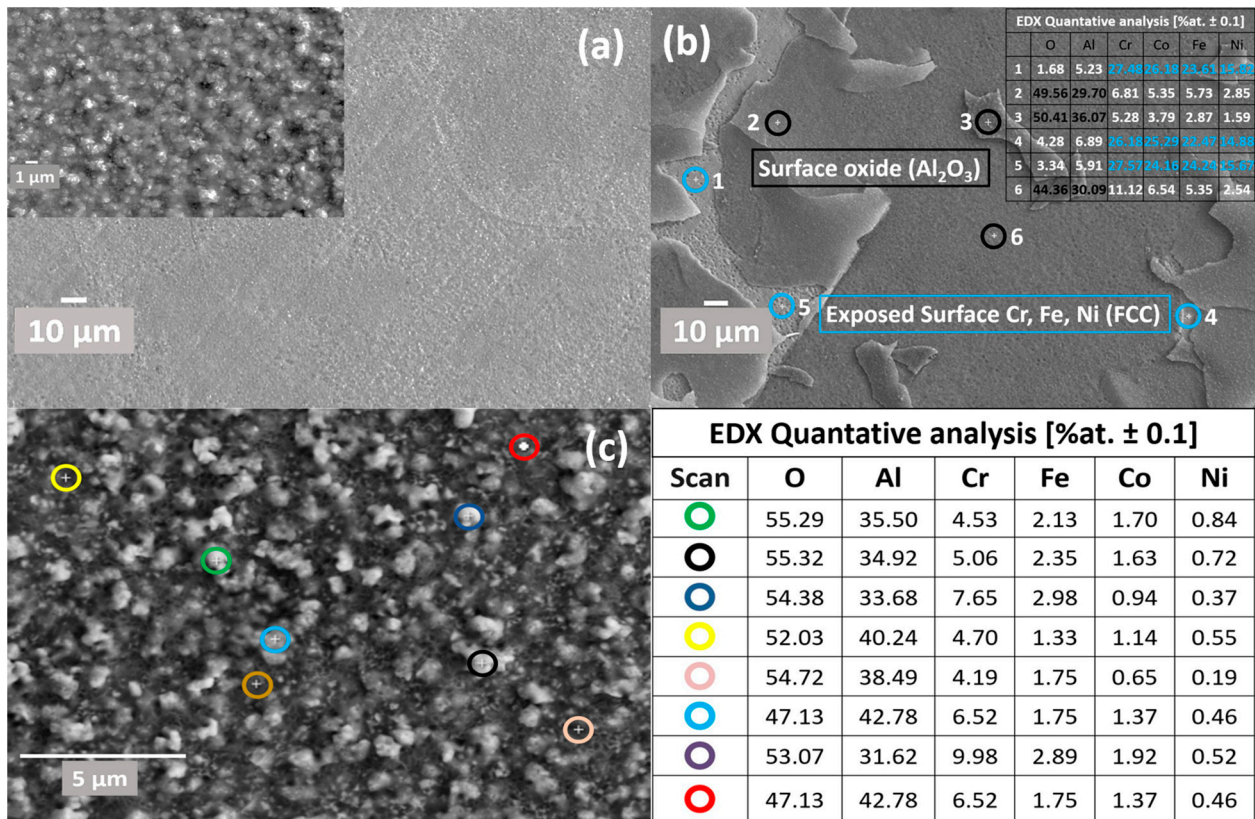 (a)
1 μm
10 μm
(b)
EDX Quantative analysis [%at. ± 0.1]
O Al Cr Co Fe Ni
1 1.68 5.23 27.48 26.18 23.61 15.82
2 49.56 29.70 6.81 5.35 5.73 2.85
3 50.41 36.07 5.28 3.79 2.87 1.59
4 4.28 6.89 26.18 25.29 22.47 14.88
5 3.34 5.91 27.57 24.16 24.24 15.67
6 44.36 30.09 11.12 6.54 5.35 2.54
2
3
Surface oxide (Al₂O₃)
1
6
5
Exposed Surface Cr, Fe, Ni (FCC)
4
10 μm
(c)
5 μm
EDX Quantative analysis [%at. ± 0.1]
Scan O Al Cr Fe Co Ni
55.29 35.50 4.53 2.13 1.70 0.84
55.32 34.92 5.06 2.35 1.63 0.72
54.38 33.68 7.65 2.98 0.94 0.37
52.03 40.24 4.70 1.33 1.14 0.55
54.72 38.49 4.19 1.75 0.65 0.19
47.13 42.78 6.52 1.75 1.37 0.46
53.07 31.62 9.98 2.89 1.92 0.52
47.13 42.78 6.52 1.75 1.37 0.46